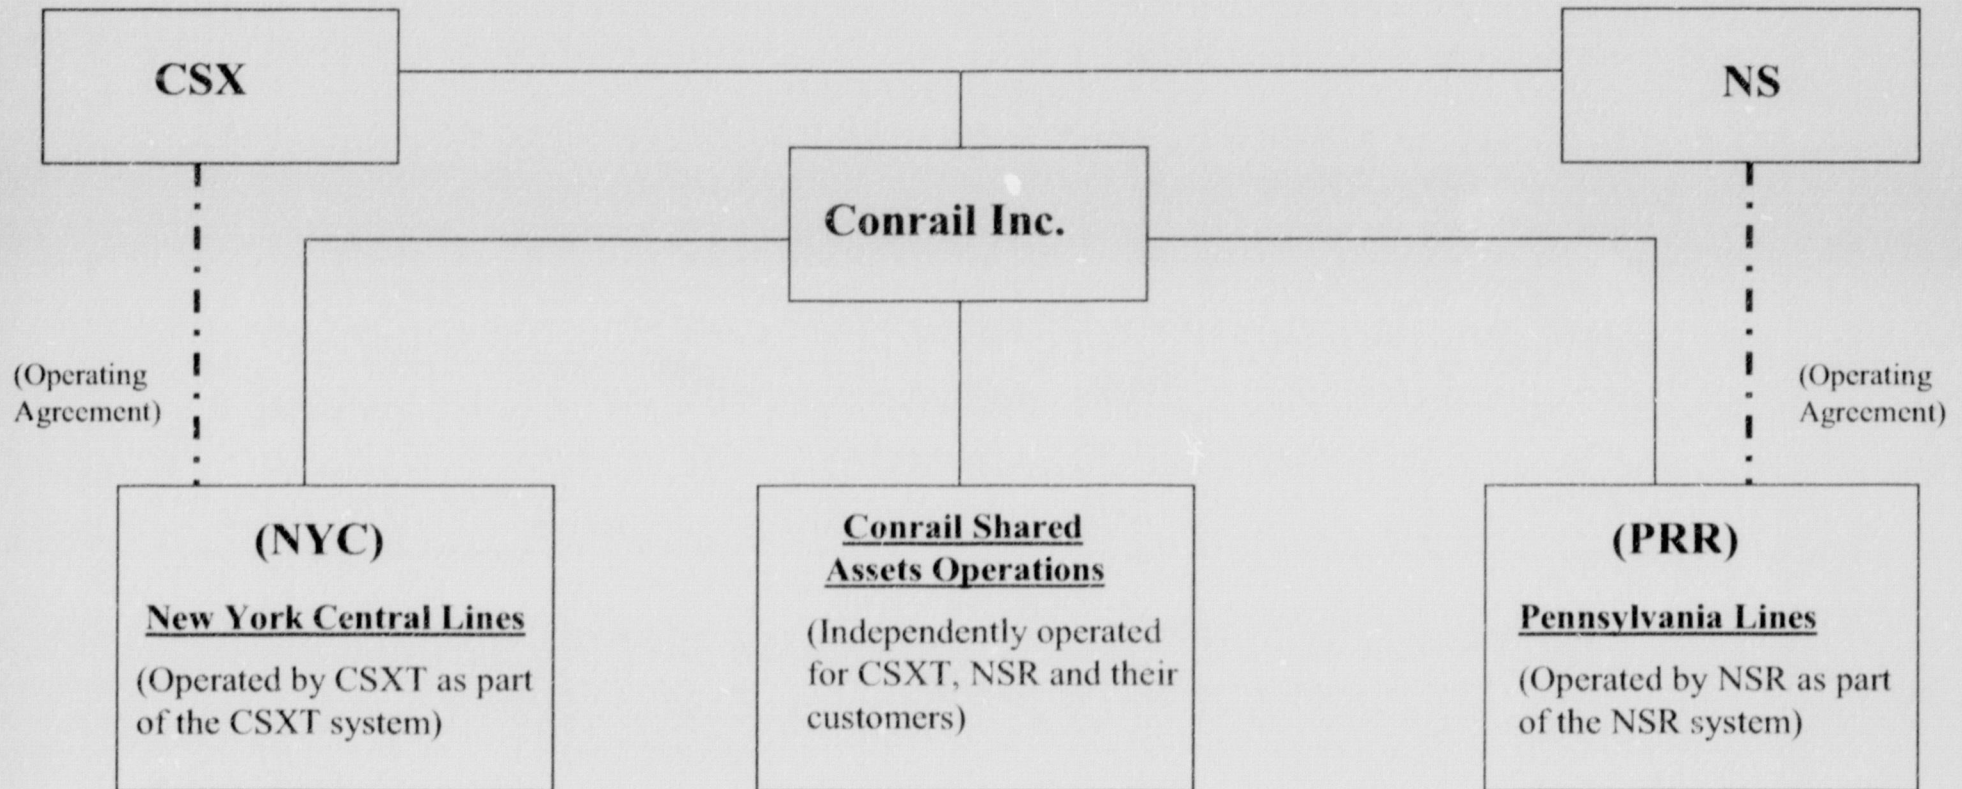 CSX
NS
Conrail Inc.
(Operating
Agreement)
(Operating
Agreement)
(NYC)
New York Central Lines
(Operated by CSXT as part
of the CSXT system)
Conrail Shared
Assets Operations
(Independently operated
for CSXT, NSR and their
customers)
(PRR)
Pennsylvania Lines
(Operated by NSR as part
of the NSR system)